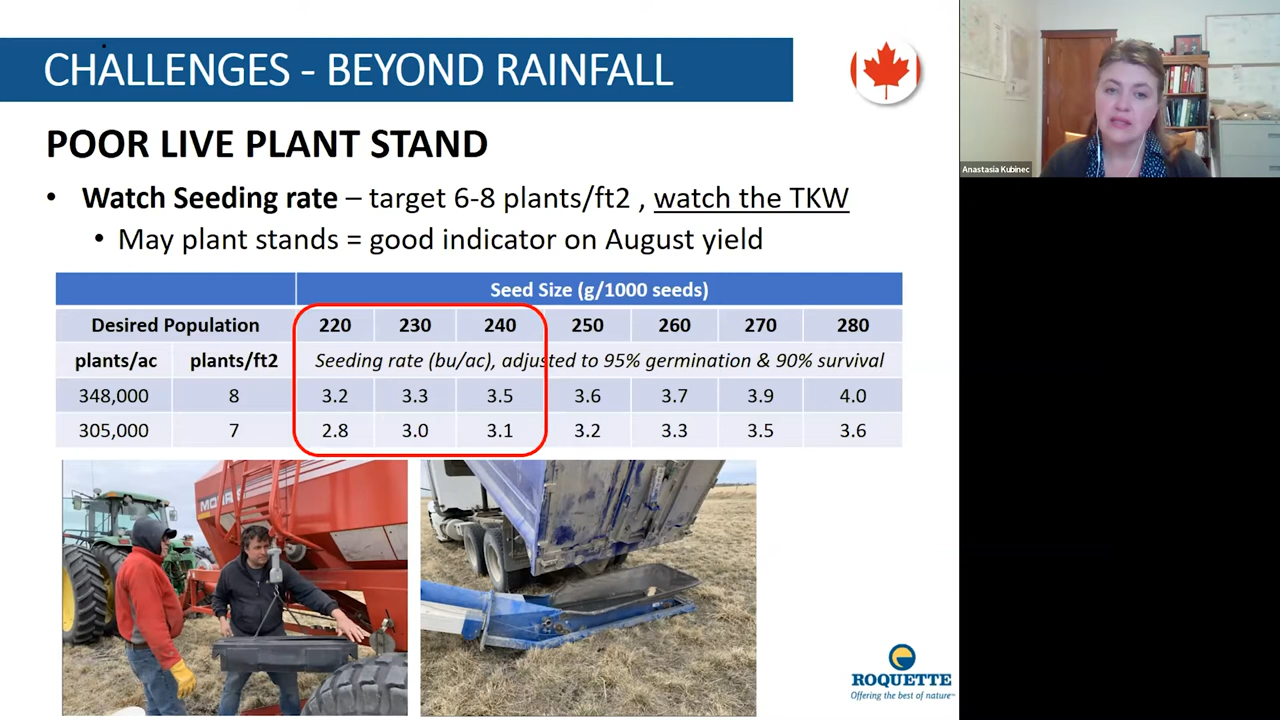 CHALLENGES - BEYOND RAINFALL
POOR LIVE PLANT STAND
• Watch Seeding rate – target 6-8 plants/ft2 , watch the TKW
• May plant stands = good indicator on August yield
Seed Size (g/1000 seeds)
Desired Population 220 230 240 250 260 270 280
plants/ac plants/ft2 Seeding rate (bu/ac), adjusted to 95% germination & 90% survival
348,000 8 3.2 3.3 3.5 3.6 3.7 3.9 4.0
305,000 7 2.8 3.0 3.1 3.2 3.3 3.5 3.6
ROQUETTE
Offering the best of nature™
Anastasia Kubinec